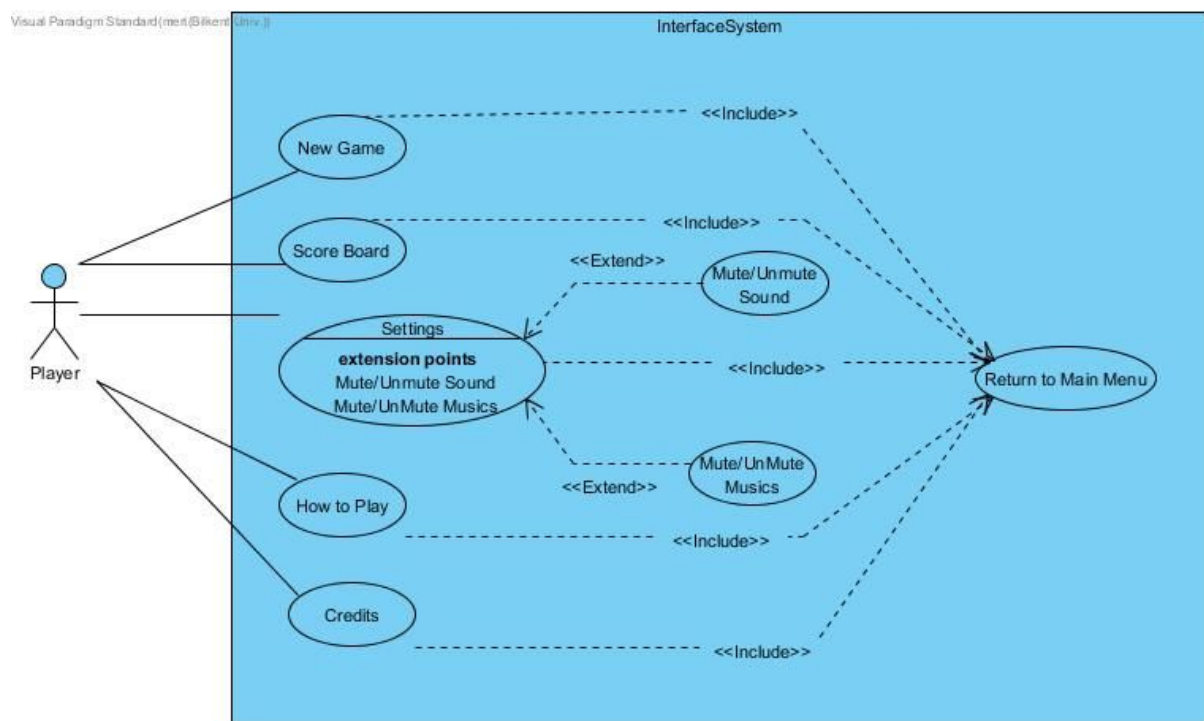 Visual Paradigm Standard(mert(Bilkent Univ.))
InterfaceSystem
<<Include>>
New Game
<<Include>>
Score Board
<<Extend>>
Mute/Unmute
Sound
Settings
extension points
Mute/Unmute Sound
Mute/UnMute Musics
<<Include>>
Return to Main Menu
Player
Mute/UnMute
Musics
<<Extend>>
How to Play
<<Include>>
Credits
<<Include>>